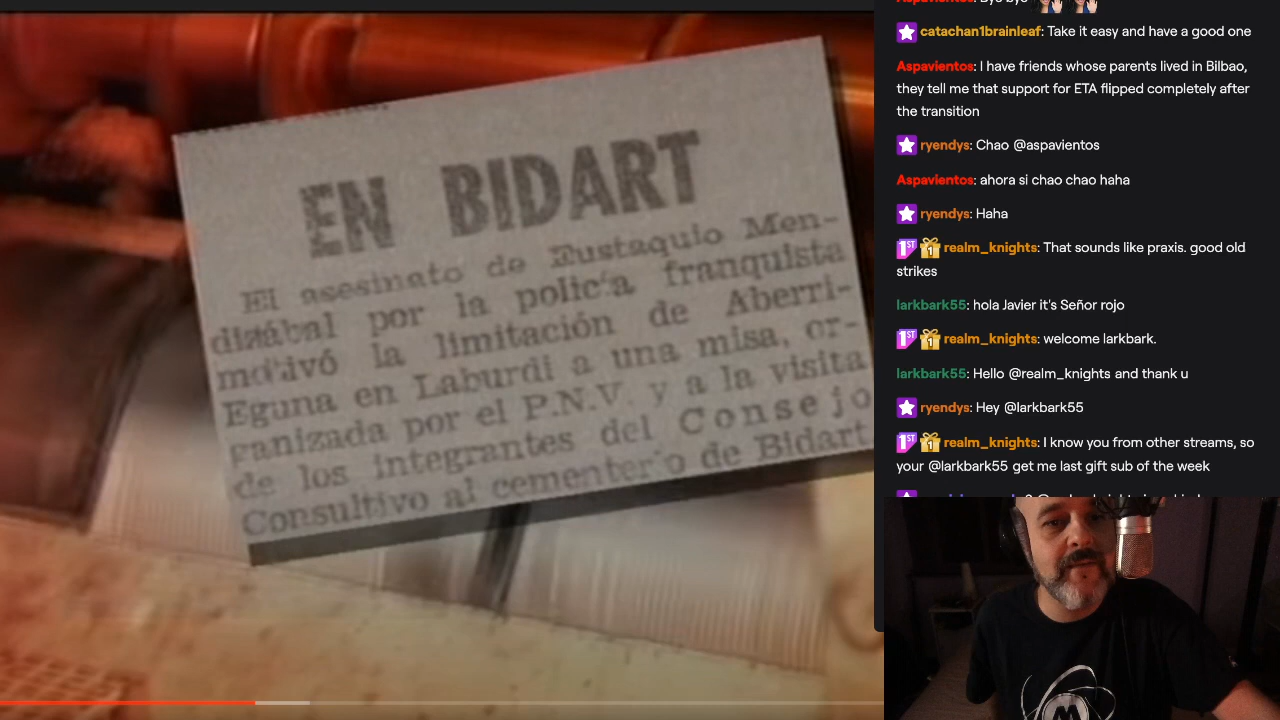 EN BIDART
El asesinato de Eustaquio Men-
dizábal por la policía franquista
motivó la limitación de Aberri-
Eguna en Laburdi a una misa, or-
ganizada por el P.N.V. y a la visita
de los integrantes del Consejo
Consultivo al cementerio de Bidart.
catachan1brainleaf: Take it easy and have a good one
Aspavientos: I have friends whose parents lived in Bilbao,
they tell me that support for ETA flipped completely after
the transition
ryendys: Chao @aspavientos
Aspavientos: ahora si chao chao haha
ryendys: Haha
1ST 1 realm_knights: That sounds like praxis. good old
strikes
larkbark55: hola Javier it's Señor rojo
1ST 1 realm_knights: welcome larkbark.
larkbark55: Hello @realm_knights and thank u
ryendys: Hey @larkbark55
1ST 1 realm_knights: I know you from other streams, so
your @larkbark55 get me last gift sub of the week